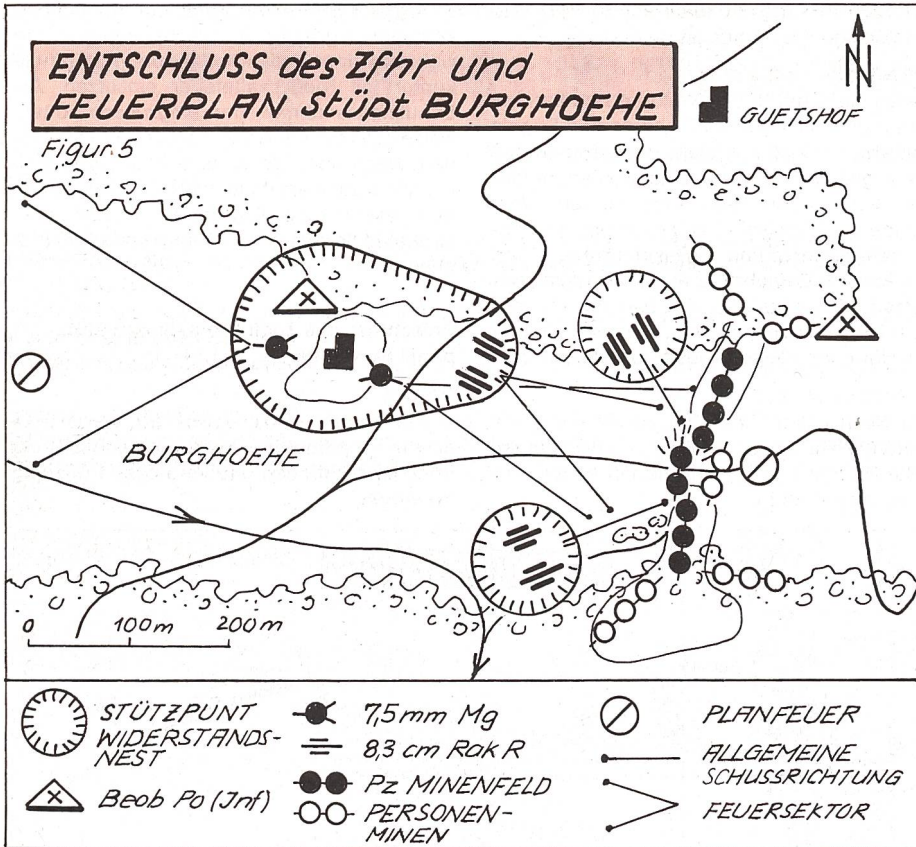 ENTSCHLUSS des Zfhr und
FEUERPLAN stüpt BURGHOEHE
N
GUETSHOF
Figur 5
BURGHOEHE
0 100m 200m
STÜTZPUNT
WIDERSTANDS-
NEST
Beob Po (Jnf)
7,5mm Mg
8,3 cm Rak R
Pz MINENFELD
PERSONEN-
MINEN
PLANFEUER
ALLGEMEINE
SCHUSSRICHTUNG
FEUERSEKTOR